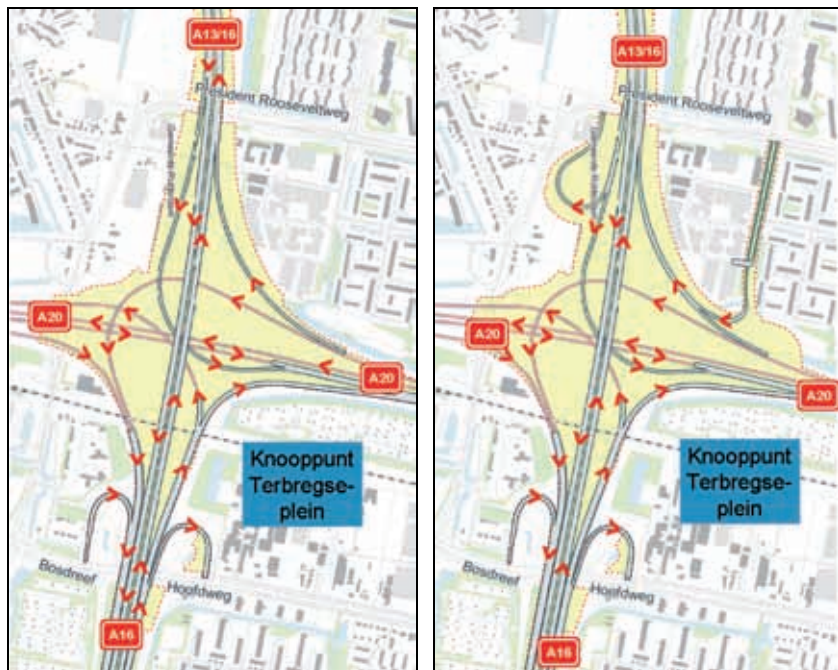 A13/16
President Rooseveltweg
A20
A20
Knooppunt
Terbregse-
plein
Bosdreef
Hoofdweg
A16
A13/16
President Rooseveltweg
A20
A20
Knooppunt
Terbregse-
plein
Bosdreef
Hoofdweg
A16